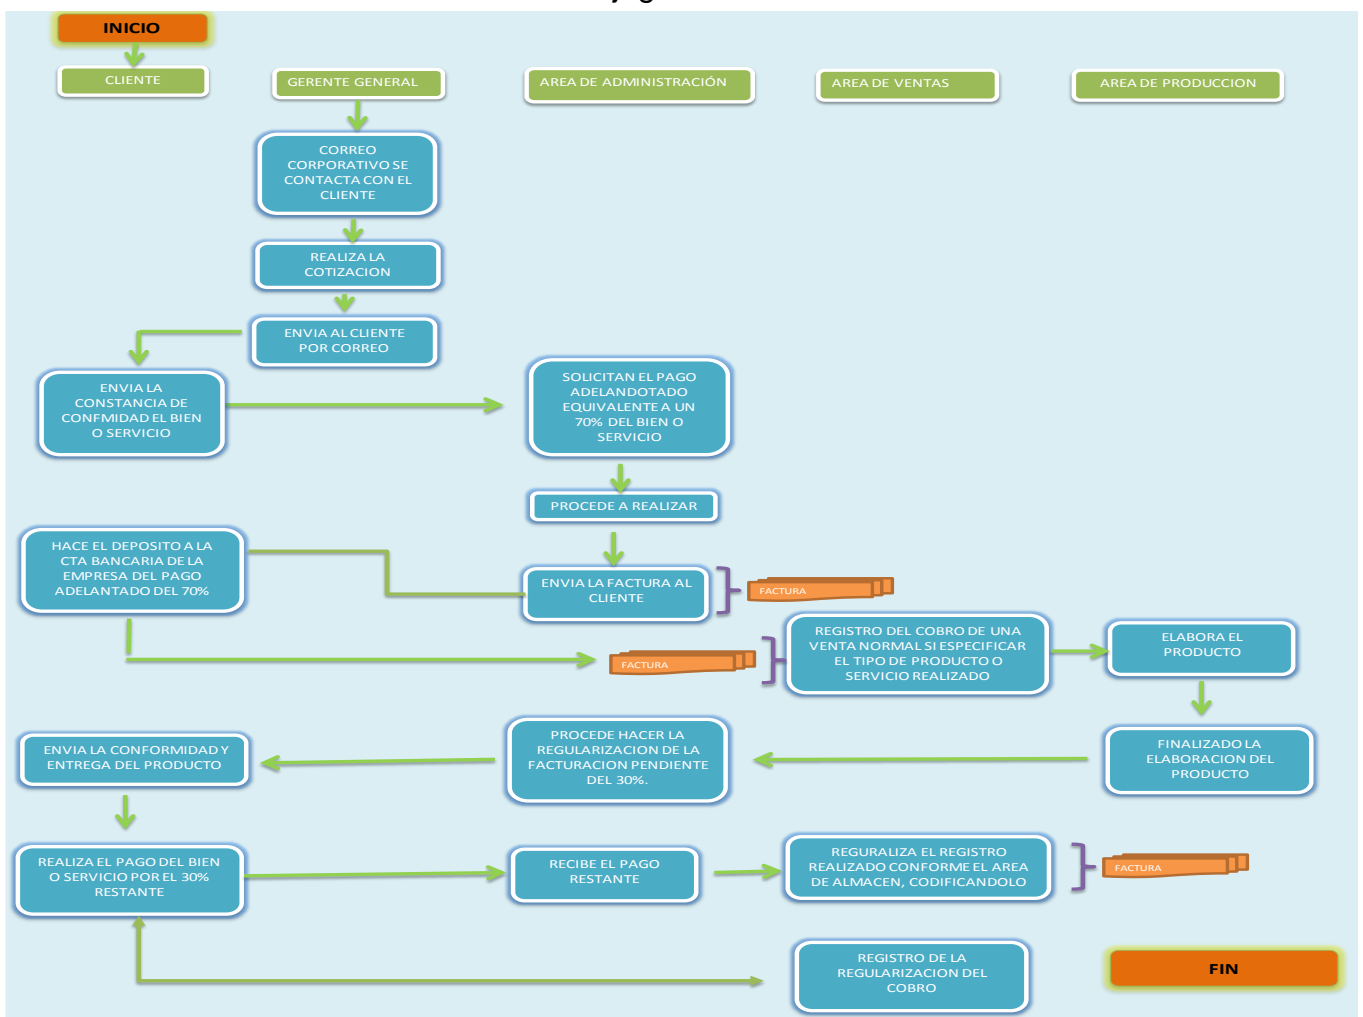 INICIO
CLIENTE
GERENTE GENERAL
AREA DE ADMINISTRACIÓN
AREA DE VENTAS
AREA DE PRODUCCION
CORREO
CORPORATIVO SE
CONTACTA CON EL
CLIENTE
REALIZA LA
COTIZACION
ENVIA AL CLIENTE
POR CORREO
ENVIA LA
CONSTANCIA DE
CONFMIDAD EL BIEN
O SERVICIO
SOLICITAN EL PAGO
ADELANDOTADO
EQUIVALENTE A UN
70% DEL BIEN O
SERVICIO
PROCEDE A REALIZAR
HACE EL DEPOSITO A LA
CTA BANCARIA DE LA
EMPRESA DEL PAGO
ADELANTADO DEL 70%
ENVIA LA FACTURA AL
CLIENTE
FACTURA
FACTURA
REGISTRO DEL COBRO DE UNA
VENTA NORMAL SI ESPECIFICAR
EL TIPO DE PRODUCTO O
SERVICIO REALIZADO
ELABORA EL
PRODUCTO
ENVIA LA CONFORMIDAD Y
ENTREGA DEL PRODUCTO
PROCEDE HACER LA
REGULARIZACION DE LA
FACTURACION PENDIENTE
DEL 30%.
FINALIZADO LA
ELABORACION DEL
PRODUCTO
REALIZA EL PAGO DEL BIEN
O SERVICIO POR EL 30%
RESTANTE
RECIBE EL PAGO
RESTANTE
REGURALIZA EL REGISTRO
REALIZADO CONFORME EL AREA
DE ALMACEN, CODIFICANDOLO
FACTURA
REGISTRO DE LA
REGULARIZACION DEL
COBRO
FIN